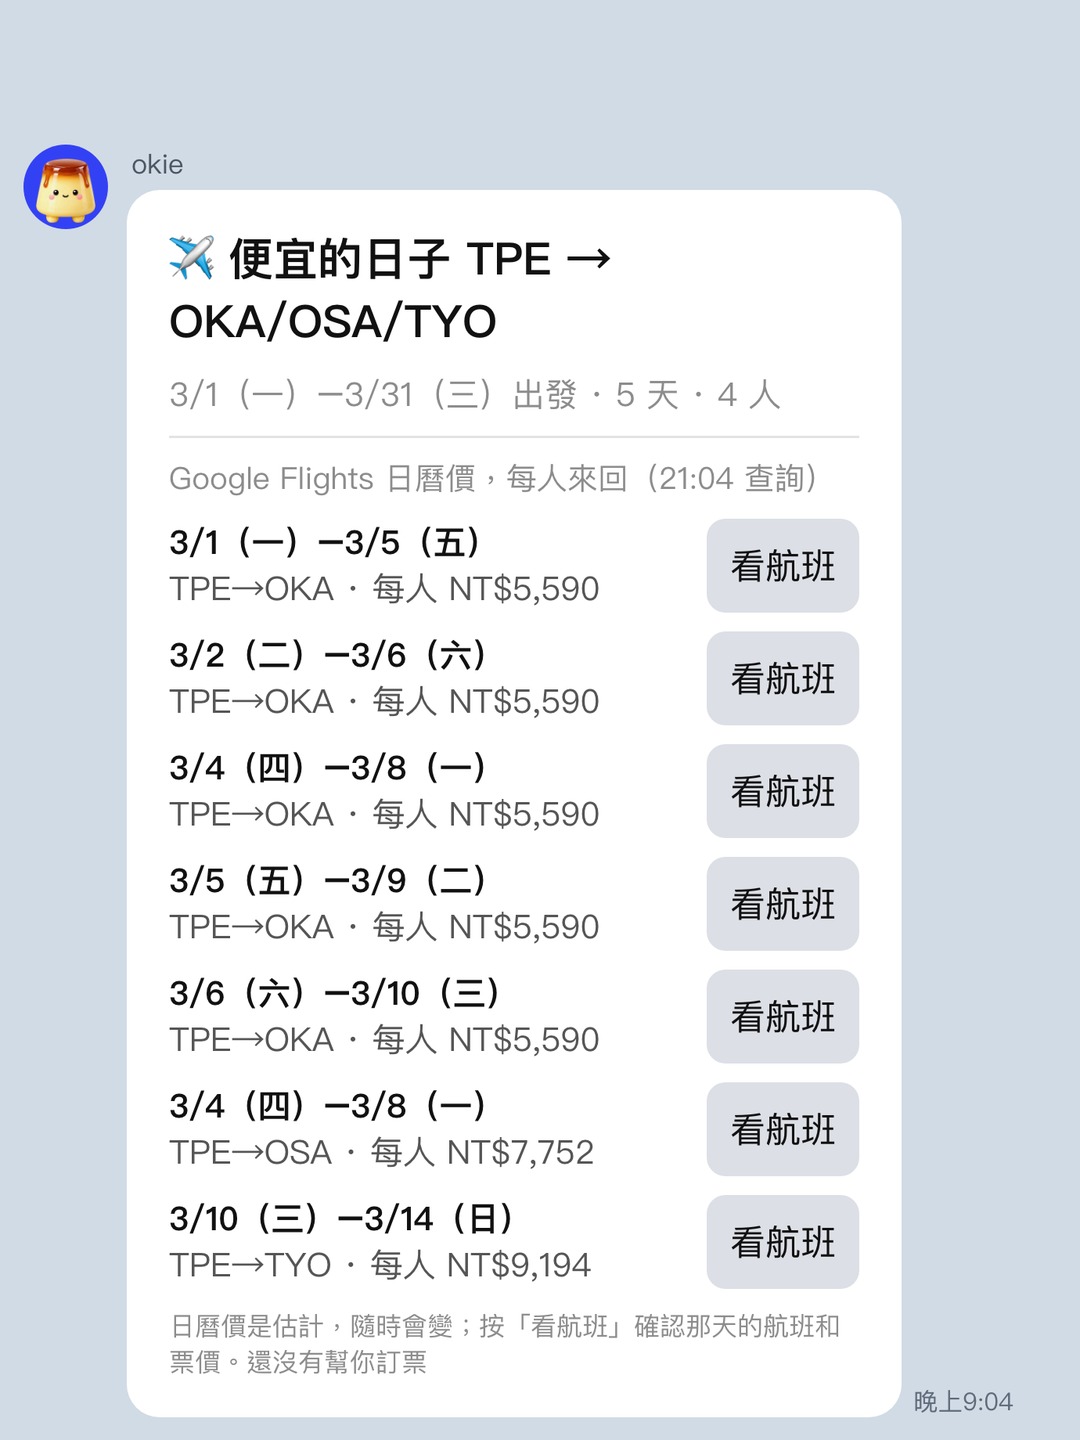 okie
✈️ 便宜的日子 TPE →
OKA/OSA/TYO
3/1（一）–3/31（三）出發 · 5 天 · 4 人
Google Flights 日曆價，每人來回（21:04 查詢）
3/1（一）–3/5（五）
TPE→OKA · 每人 NT$5,590
看航班
3/2（二）–3/6（六）
TPE→OKA · 每人 NT$5,590
看航班
3/4（四）–3/8（一）
TPE→OKA · 每人 NT$5,590
看航班
3/5（五）–3/9（二）
TPE→OKA · 每人 NT$5,590
看航班
3/6（六）–3/10（三）
TPE→OKA · 每人 NT$5,590
看航班
3/4（四）–3/8（一）
TPE→OSA · 每人 NT$7,752
看航班
3/10（三）–3/14（日）
TPE→TYO · 每人 NT$9,194
看航班
日曆價是估計，隨時會變；按「看航班」確認那天的航班和
票價。還沒有幫你訂票
晚上9:04